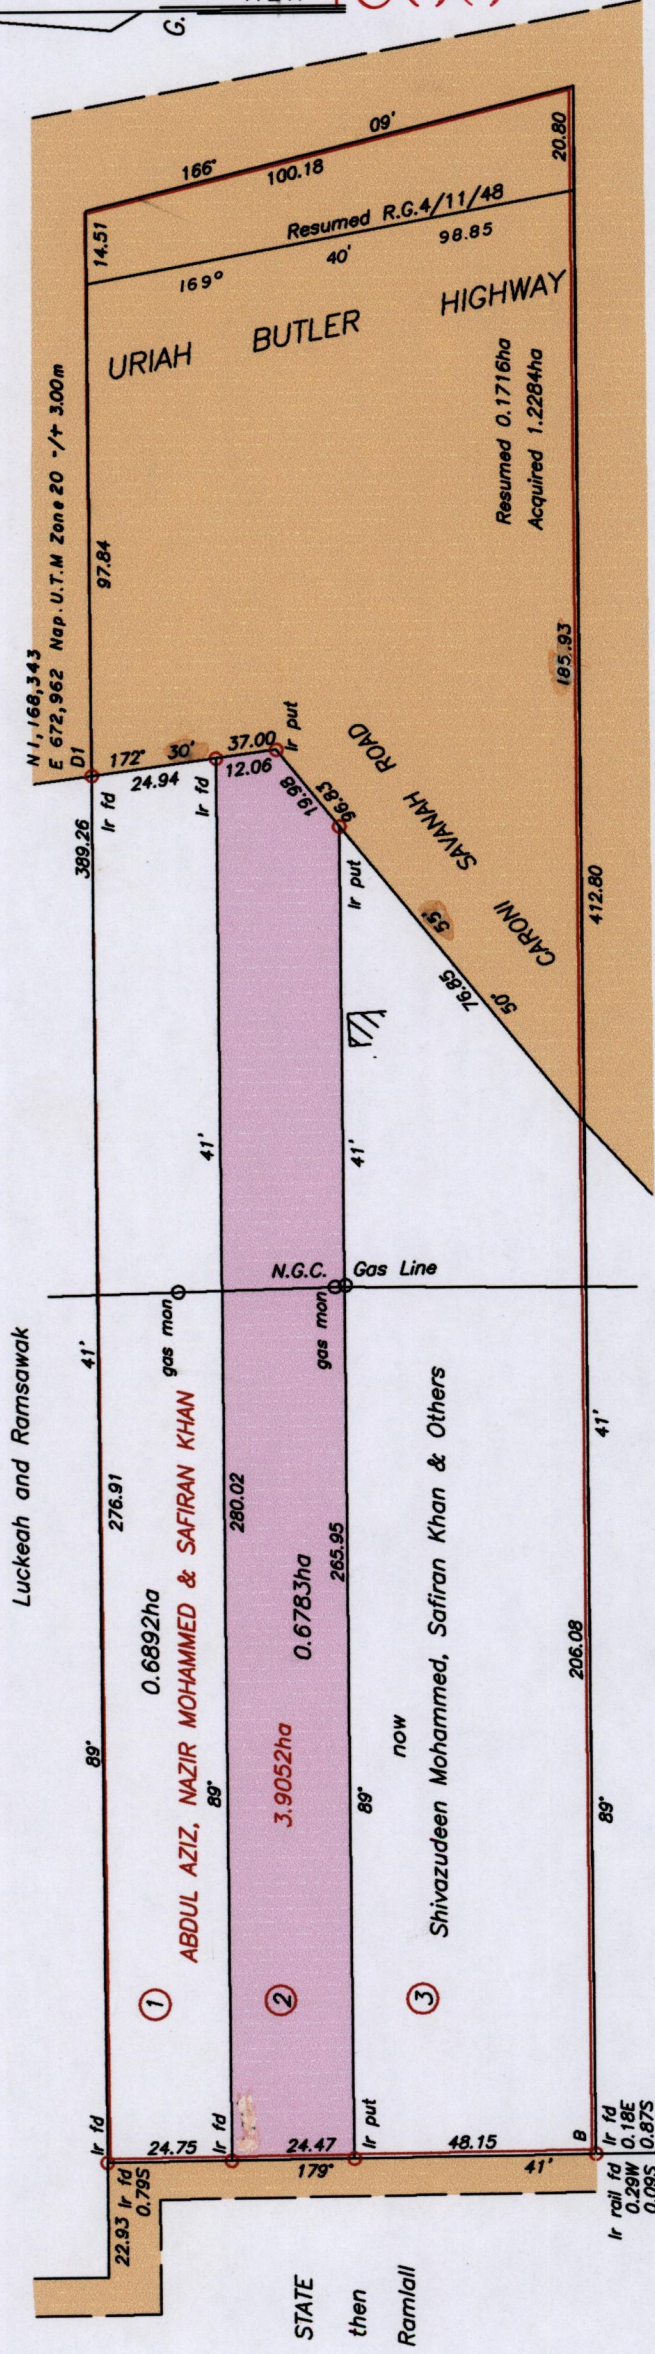 G.
N 1,168,343
E 672,962 Nap. U.T.M Zone 20 -/+ 3.00m
D1
Luckeah and Ramsawak
14.51
166° 09'
100.18
20.80
Resumed R.G.4/11/48
169° 40' 98.85
URIAH BUTLER HIGHWAY
97.84
Resumed 0.1716ha
Acquired 1.2284ha
185.93
172° 30' 37.00
24.94
12.06
Ir put
19.98
96.83
Ir put
CARONI SAVANAH ROAD
50° 55'
76.85
412.80
389.26
Ir fd
Ir fd
41'
41'
N.G.C. Gas Line
gas mon
gas mon
89° 41'
276.91
0.6892ha
1
ABDUL AZIZ, NAZIR MOHAMMED & SAFIRAN KHAN
89°
280.02
2
3.9052ha
0.6783ha
265.95
89°
3
now
Shivazudeen Mohammed, Safiran Khan & Others
206.08
89° 41'
Ir fd
24.75
Ir fd
24.47
Ir put
48.15
B
179° 41'
Ir fd
0.18E
0.87S
Ir rail fd
0.29W
0.09S
22.93 Ir fd
0.79S
STATE
then
Ramlall